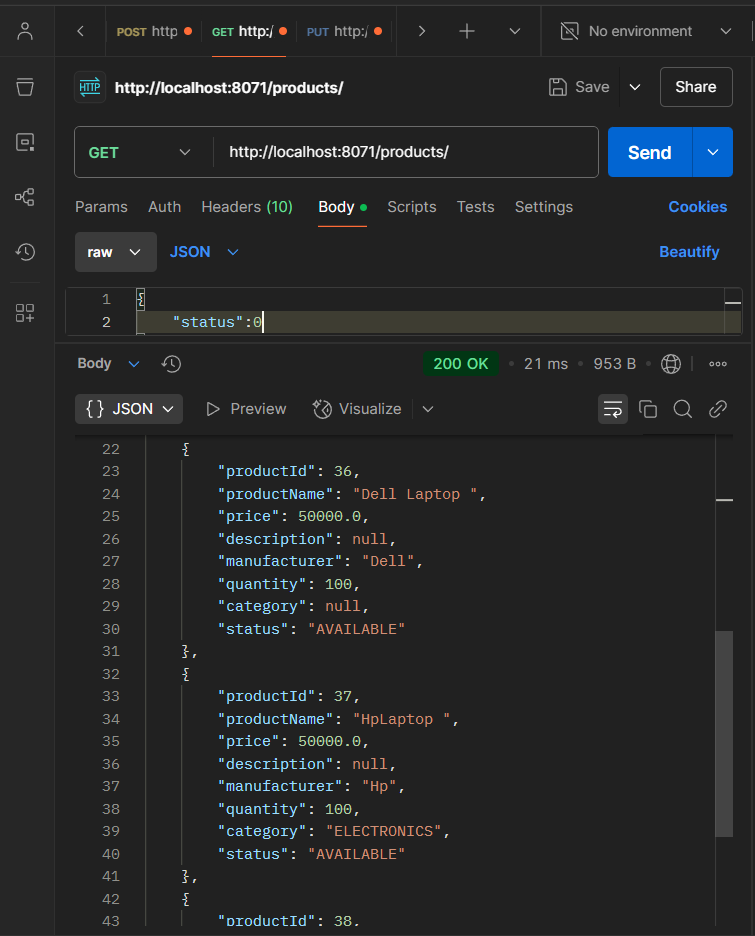 POST http GET http:/ PUT http:/ No environment
HTTP http://localhost:8071/products/ Save Share
GET http://localhost:8071/products/ Send
Params Auth Headers (10) Body Scripts Tests Settings Cookies
raw JSON Beautify
1 {
2 "status":0
Body 200 OK 21 ms 953 B
{} JSON Preview Visualize
22 {
23 "productId": 36,
24 "productName": "Dell Laptop ",
25 "price": 50000.0,
26 "description": null,
27 "manufacturer": "Dell",
28 "quantity": 100,
29 "category": null,
30 "status": "AVAILABLE"
31 },
32 {
33 "productId": 37,
34 "productName": "HpLaptop ",
35 "price": 50000.0,
36 "description": null,
37 "manufacturer": "Hp",
38 "quantity": 100,
39 "category": "ELECTRONICS",
40 "status": "AVAILABLE"
41 },
42 {
43 "productId": 38,